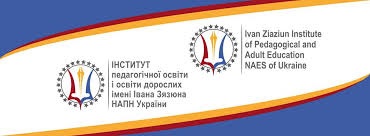 ІНСТИТУТ
педагогічної освіти
і освіти дорослих
імені Івана Зязюна
НАПН України
Ivan Ziaziun Institute
of Pedagogical and
Adult Education
NAES of Ukraine